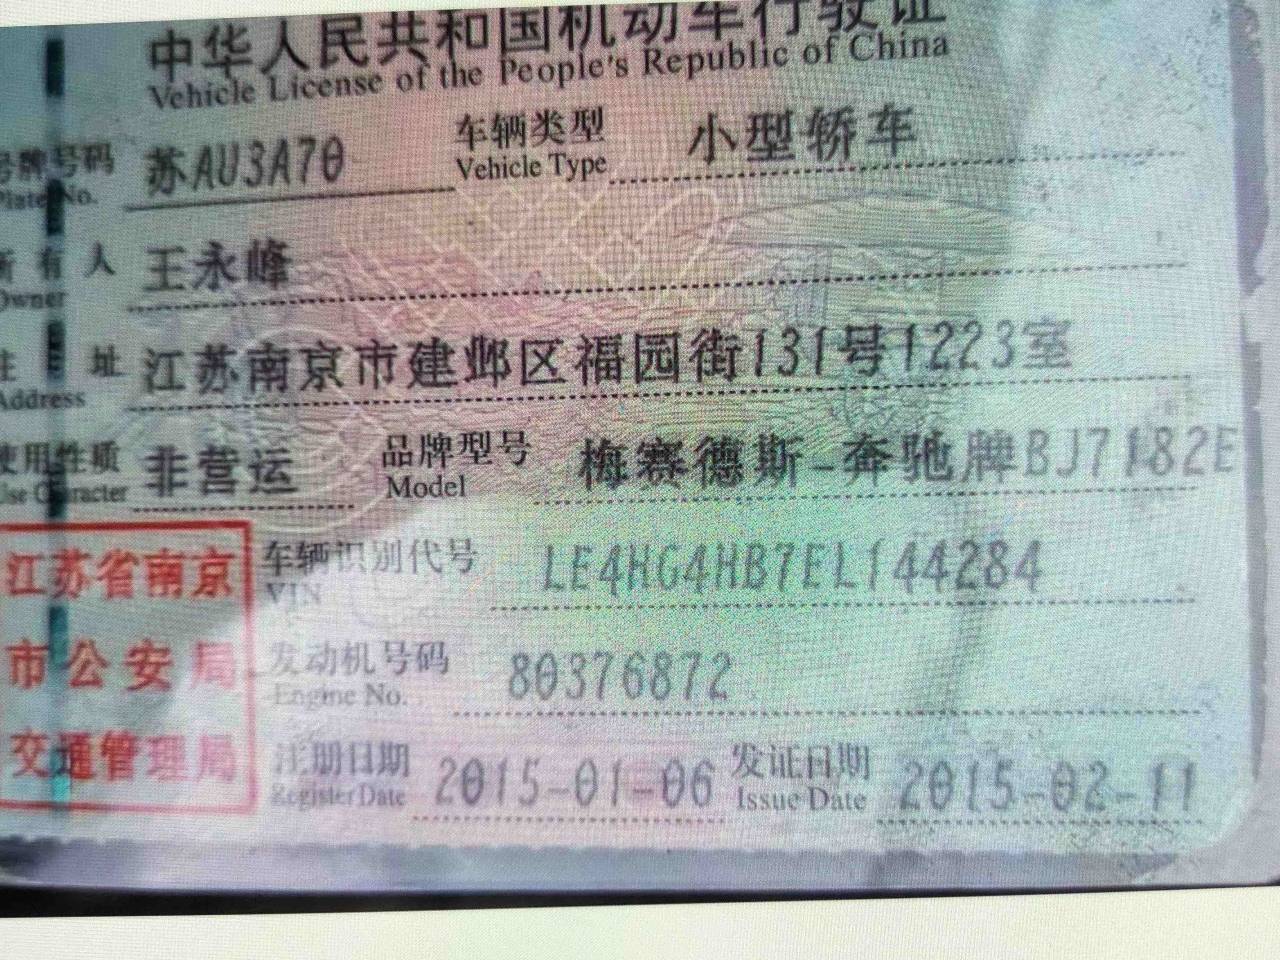 中华人民共和国机动车行驶证
Vehicle License of the People's Republic of China
号牌号码 苏AU3A70 车辆类型 小型轿车
Plate No. Vehicle Type
所有人 王永峰
Owner
住址 江苏南京市建邺区福园街131号1223室
Address
使用性质 非营运 品牌型号 梅赛德斯-奔驰牌BJ7182E
Use Character Model
江苏省南京
市公安局
交通管理局
车辆识别代号 LE4HG4HB7EL144284
VIN
发动机号码 80376872
Engine No.
注册日期 2015-01-06 发证日期 2015-02-11
Register Date Issue Date